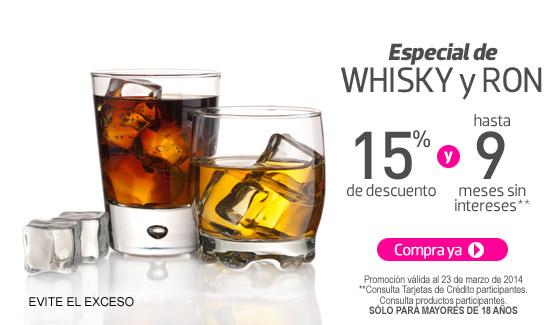 Especial de
WHISKY y RON
15% de descuento
y
hasta
9
meses sin
intereses**
Compra ya
Promoción válida al 23 de marzo de 2014
**Consulta Tarjetas de Crédito participantes.
Consulta productos participantes.
SÓLO PARA MAYORES DE 18 AÑOS
EVITE EL EXCESO